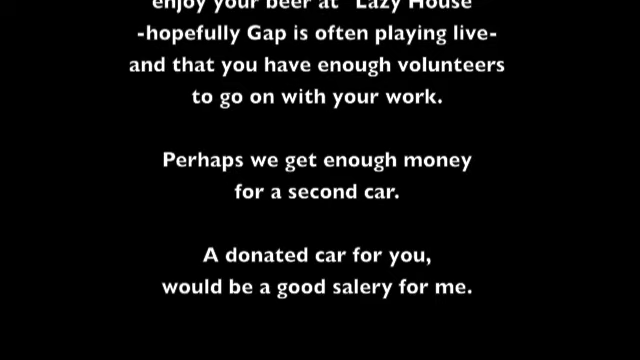 enjoy your beer at "Lazy House"
-hopefully Gap is often playing live-
and that you have enough volunteers
to go on with your work.
Perhaps we get enough money
for a second car.
A donated car for you,
would be a good salery for me.